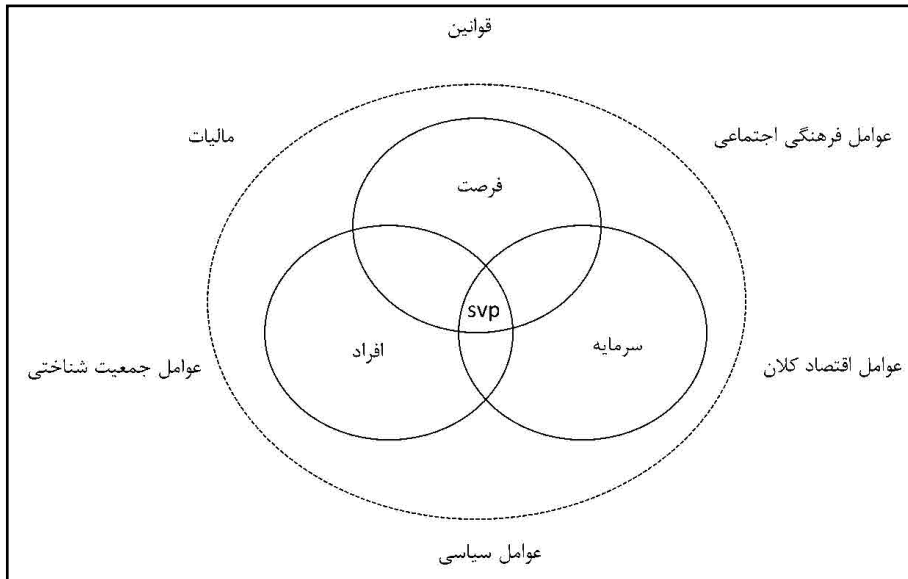 قوانین
عوامل فرهنگی اجتماعی
مالیات
فرصت
svp
سرمایه
افراد
عوامل اقتصاد کلان
عوامل جمعیت شناختی
عوامل سیاسی